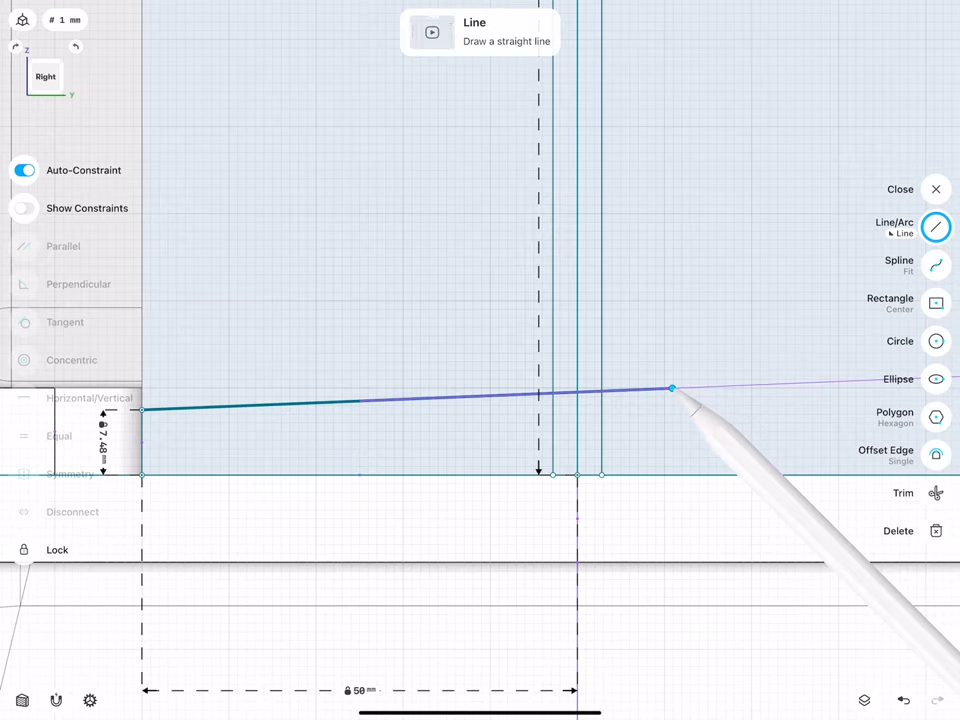 # 1 mm
Line
Draw a straight line
Z
Right
y
Auto-Constraint
Show Constraints
Parallel
Perpendicular
Tangent
Concentric
Horizontal/Vertical
Equal
Symmetry
Disconnect
Lock
7.48 mm
50 mm
Close
Line/Arc
Line
Spline
Fit
Rectangle
Center
Circle
Ellipse
Polygon
Hexagon
Offset Edge
Single
Trim
Delete